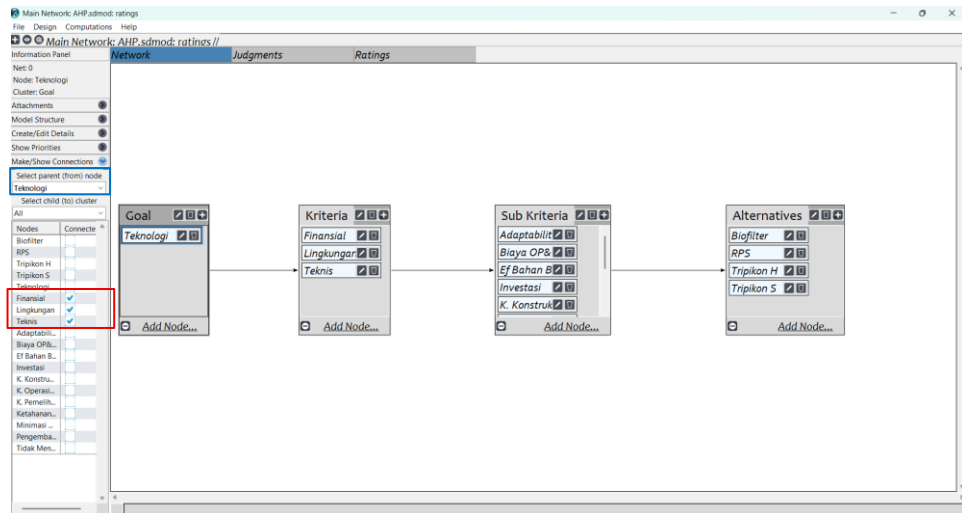 Main Network: AHP.sdmod: ratings
File Design Computations Help
Main Network: AHP.sdmod: ratings //
Information Panel
Network Judgments Ratings
Net: 0
Node: Teknologi
Cluster: Goal
Attachments
Model Structure
Create/Edit Details
Show Priorities
Make/Show Connections
Select parent (from) node
Teknologi
Select child (to) cluster
All
Nodes Connecte
Biofilter
RPS
Tripikon H
Tripikon S
Teknologi
Finansial
Lingkungan
Teknis
Adaptabili...
Biaya OP&...
Ef Bahan B...
Investasi
K. Konstru...
K. Operasi...
K. Pemelih...
Ketahanan...
Minimasi ...
Pengemba...
Tidak Men...
Goal
Teknologi
Add Node...
Kriteria
Finansial
Lingkungan
Teknis
Add Node...
Sub Kriteria
Adaptabilit
Biaya OP&
Ef Bahan B
Investasi
K. Konstruk
Add Node...
Alternatives
Biofilter
RPS
Tripikon H
Tripikon S
Add Node...